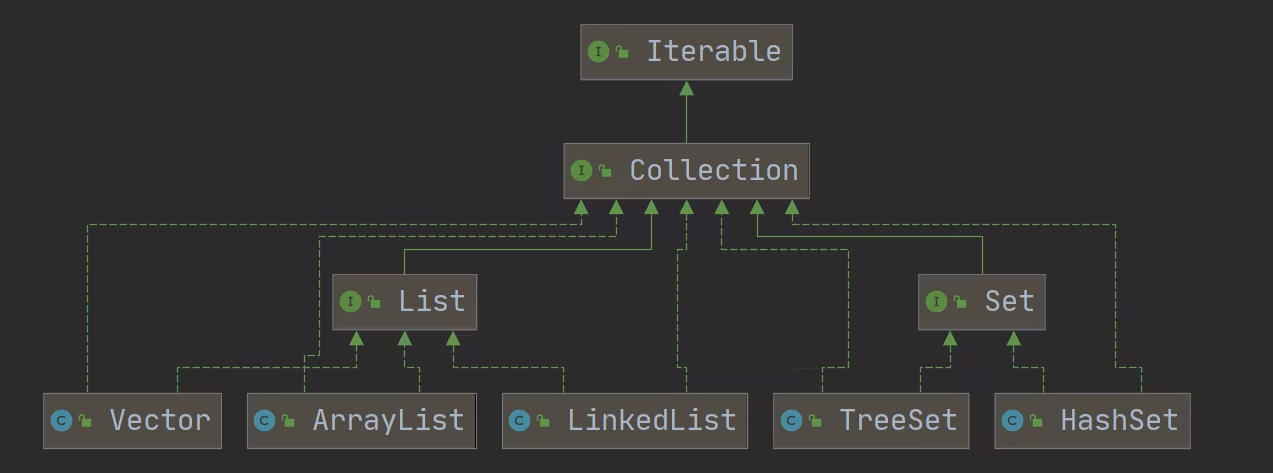 I Iterable
I Collection
I List
I Set
C Vector
C ArrayList
C LinkedList
C TreeSet
C HashSet